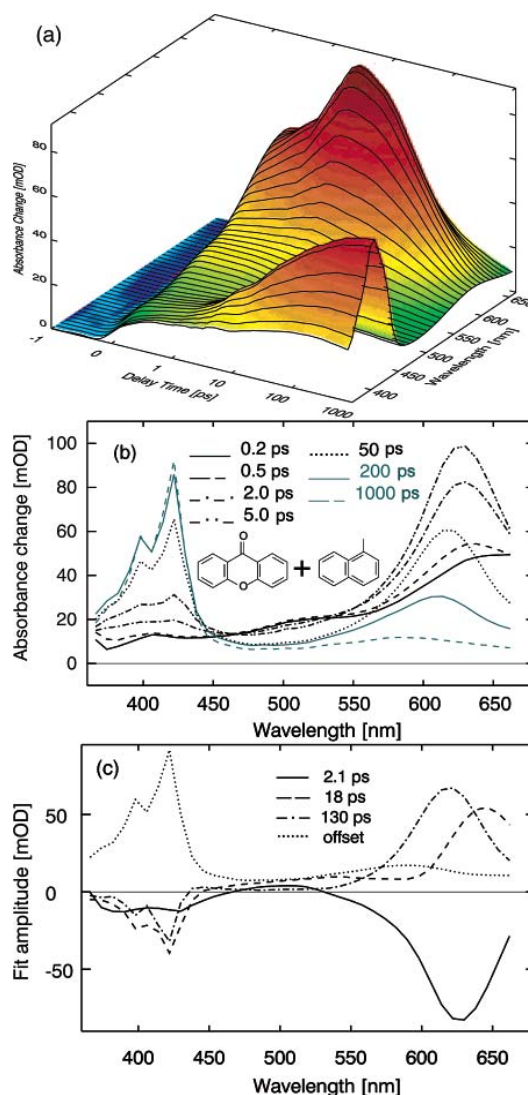 (a)
Absorbance Change [mOD]
80
60
40
20
0
-1
0
1
10
100
1000
Delay Time [ps]
400
450
500
550
600
650
Wavelength [nm]
(b)
100
80
60
40
20
0
Absorbance change [mOD]
0.2 ps
0.5 ps
2.0 ps
5.0 ps
50 ps
200 ps
1000 ps
O
O
+
400 450 500 550 600 650
Wavelength [nm]
(c)
50
0
-50
Fit amplitude [mOD]
2.1 ps
18 ps
130 ps
offset
400 450 500 550 600 650
Wavelength [nm]